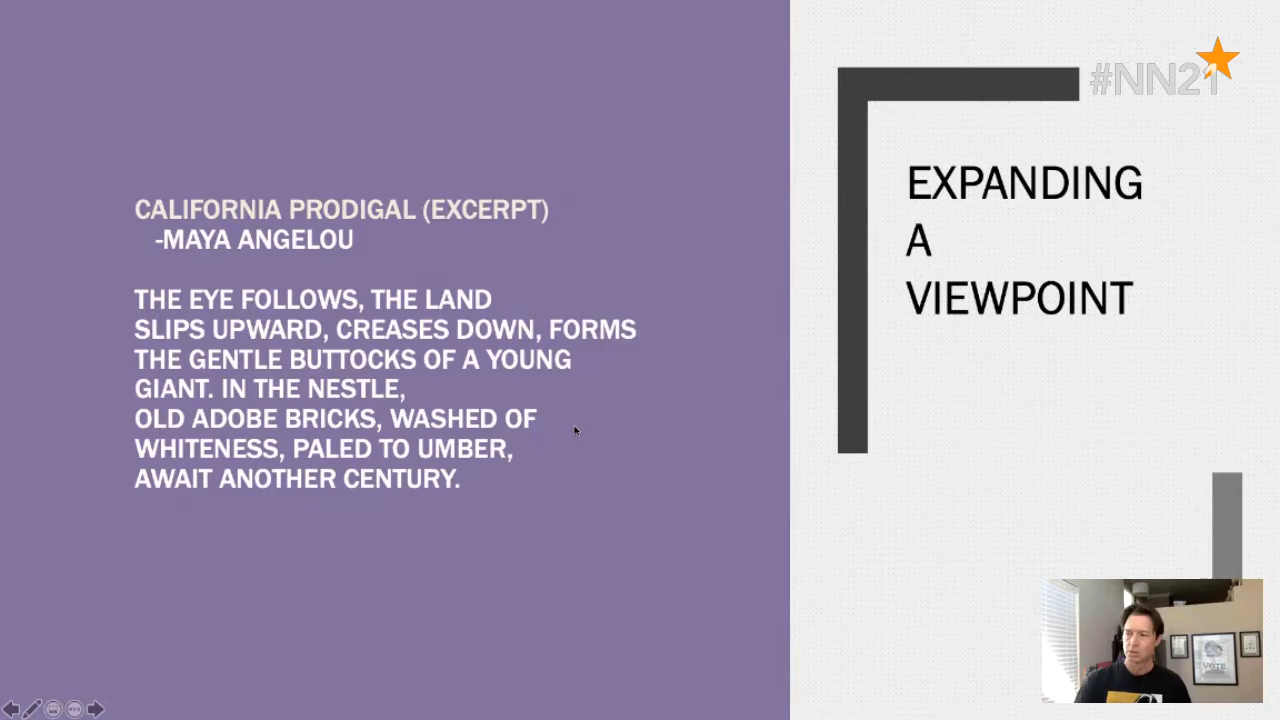 CALIFORNIA PRODIGAL (EXCERPT)
-MAYA ANGELOU
THE EYE FOLLOWS, THE LAND
SLIPS UPWARD, CREASES DOWN, FORMS
THE GENTLE BUTTOCKS OF A YOUNG
GIANT. IN THE NESTLE,
OLD ADOBE BRICKS, WASHED OF
WHITENESS, PALED TO UMBER,
AWAIT ANOTHER CENTURY.
#NN21
EXPANDING
A
VIEWPOINT
VOTE